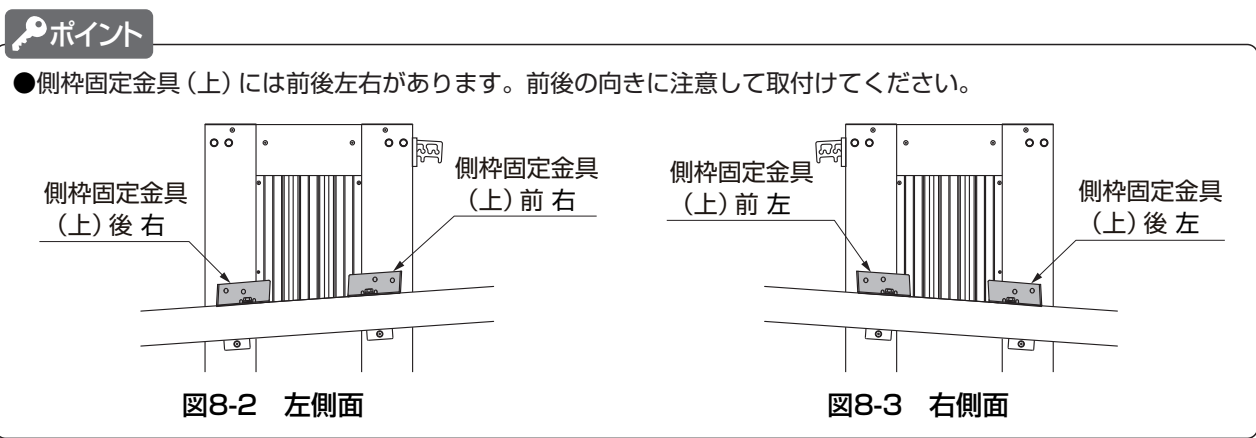 ポイント
●側枠固定金具（上）には前後左右があります。前後の向きに注意して取付けてください。
側枠固定金具
（上）後 右
側枠固定金具
（上）前 右
図8-2　左側面
側枠固定金具
（上）前 左
側枠固定金具
（上）後 左
図8-3　右側面